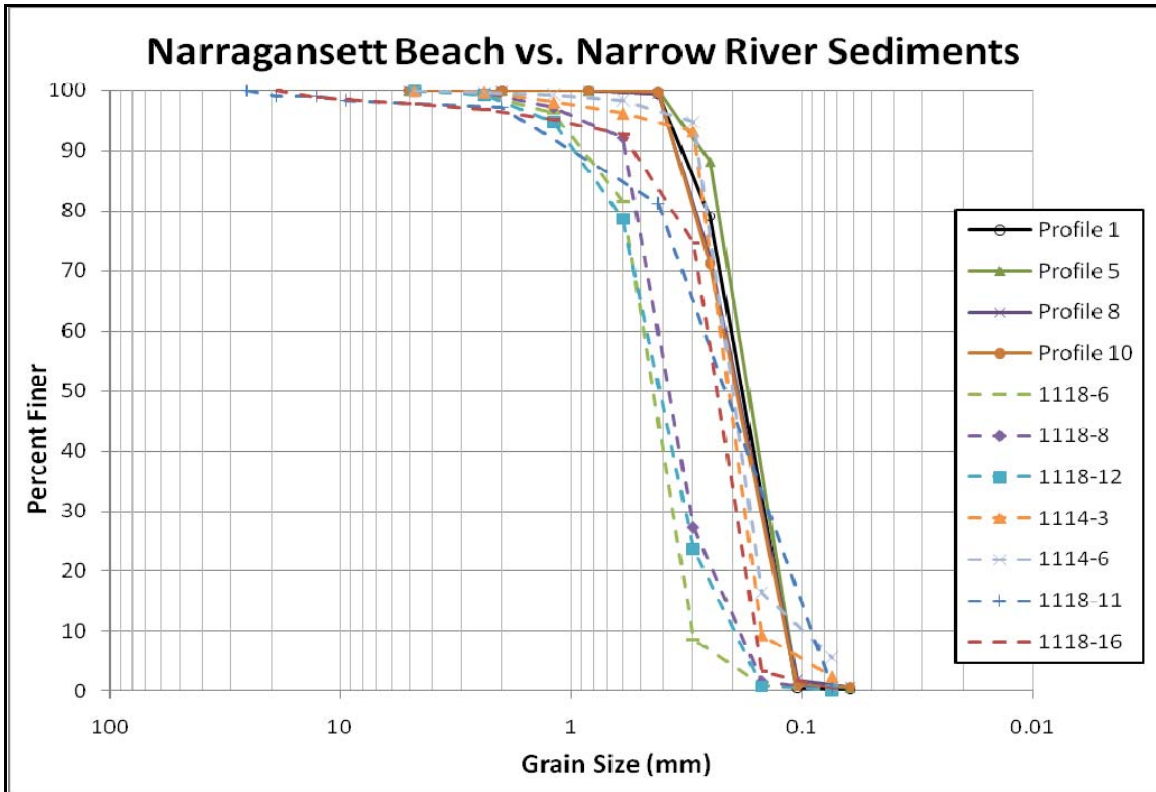 Narragansett Beach vs. Narrow River Sediments
100
90
80
70
60
50
40
30
20
10
0
Percent Finer
100 10 1 0.1 0.01
Grain Size (mm)
Profile 1
Profile 5
Profile 8
Profile 10
1118-6
1118-8
1118-12
1114-3
1114-6
1118-11
1118-16